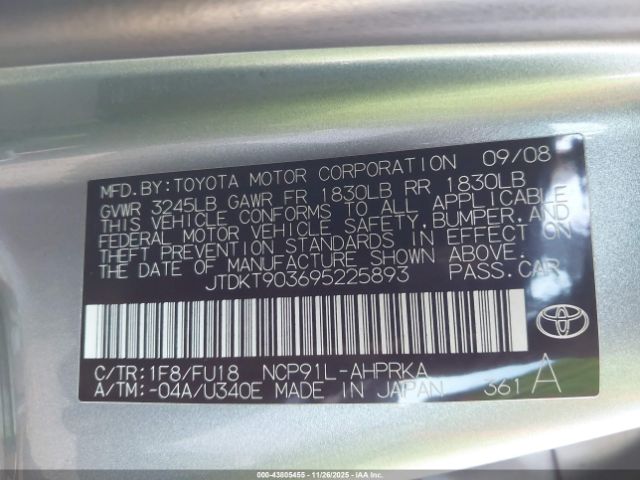 MFD. BY: TOYOTA MOTOR CORPORATION 09/08
GVWR 3245LB GAWR FR 1830LB RR 1830LB
THIS VEHICLE CONFORMS TO ALL APPLICABLE
FEDERAL MOTOR VEHICLE SAFETY, BUMPER, AND
THEFT PREVENTION STANDARDS IN EFFECT ON
THE DATE OF MANUFACTURE SHOWN ABOVE.
JTDKT903695225893 PASS. CAR
C/TR: 1F8/FU18 NCP91L-AHPRKA
A/TM: -04A/U340E MADE IN JAPAN 361 A
000-43805455 - 11/26/2025 - IAAI.COM